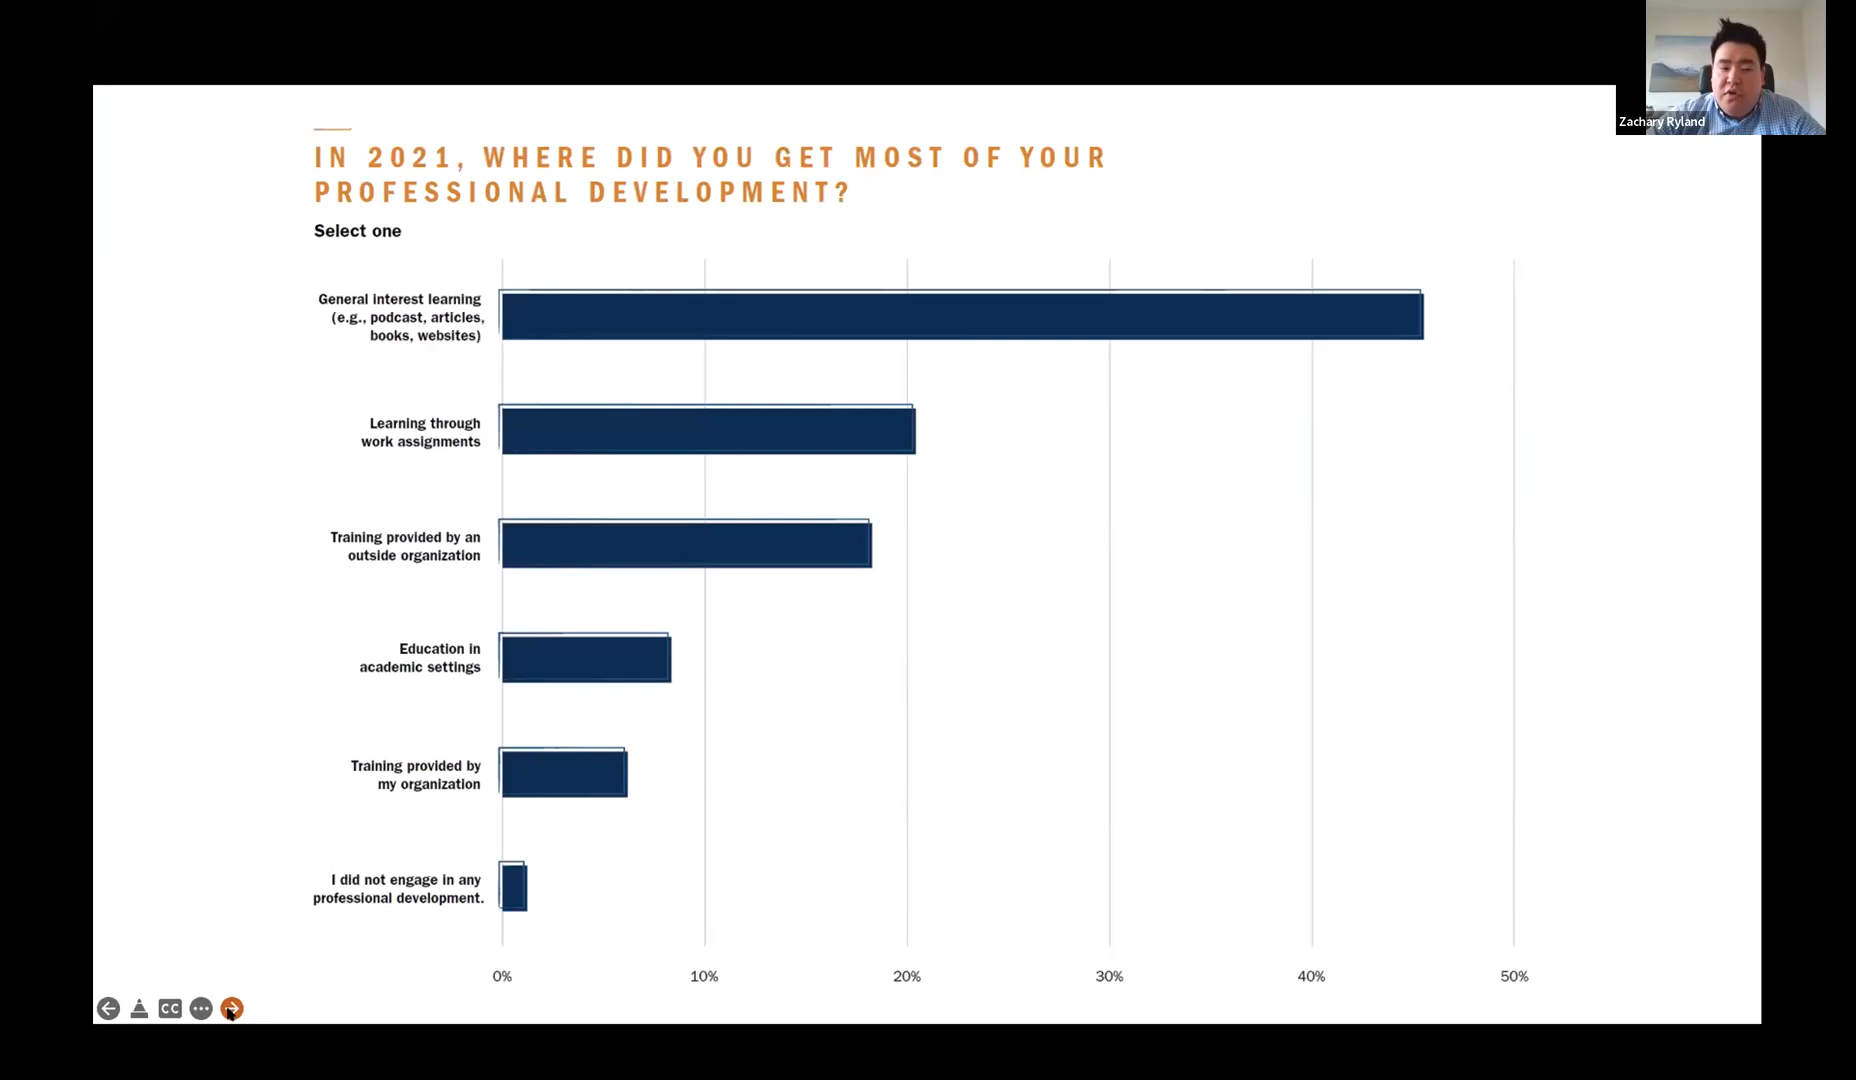 Zachary Ryland
IN 2021, WHERE DID YOU GET MOST OF YOUR
PROFESSIONAL DEVELOPMENT?
Select one
General interest learning
(e.g., podcast, articles,
books, websites)
Learning through
work assignments
Training provided by an
outside organization
Education in
academic settings
Training provided by
my organization
I did not engage in any
professional development.
0% 10% 20% 30% 40% 50%
CC